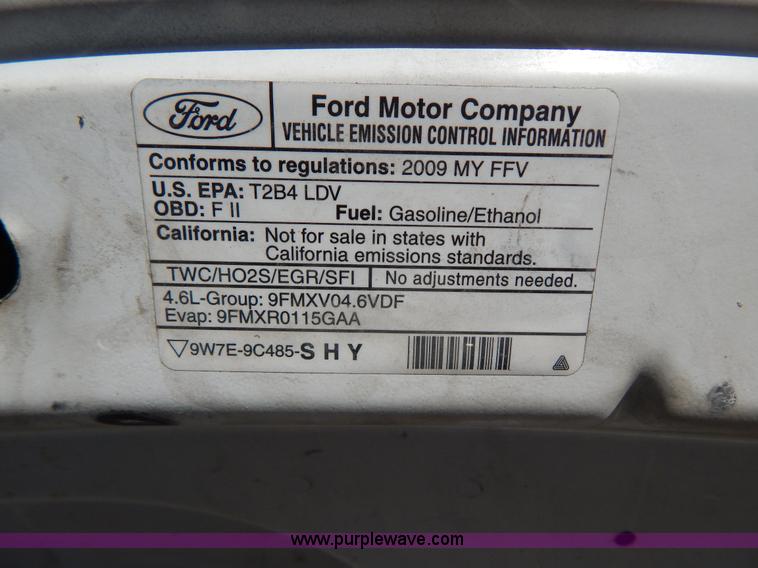 Ford
Ford Motor Company
VEHICLE EMISSION CONTROL INFORMATION
Conforms to regulations: 2009 MY FFV
U.S. EPA: T2B4 LDV
OBD: F II Fuel: Gasoline/Ethanol
California: Not for sale in states with
California emissions standards.
TWC/HO2S/EGR/SFI No adjustments needed.
4.6L-Group: 9FMXV04.6VDF
Evap: 9FMXR0115GAA
9W7E-9C485-S H Y
www.purplewave.com